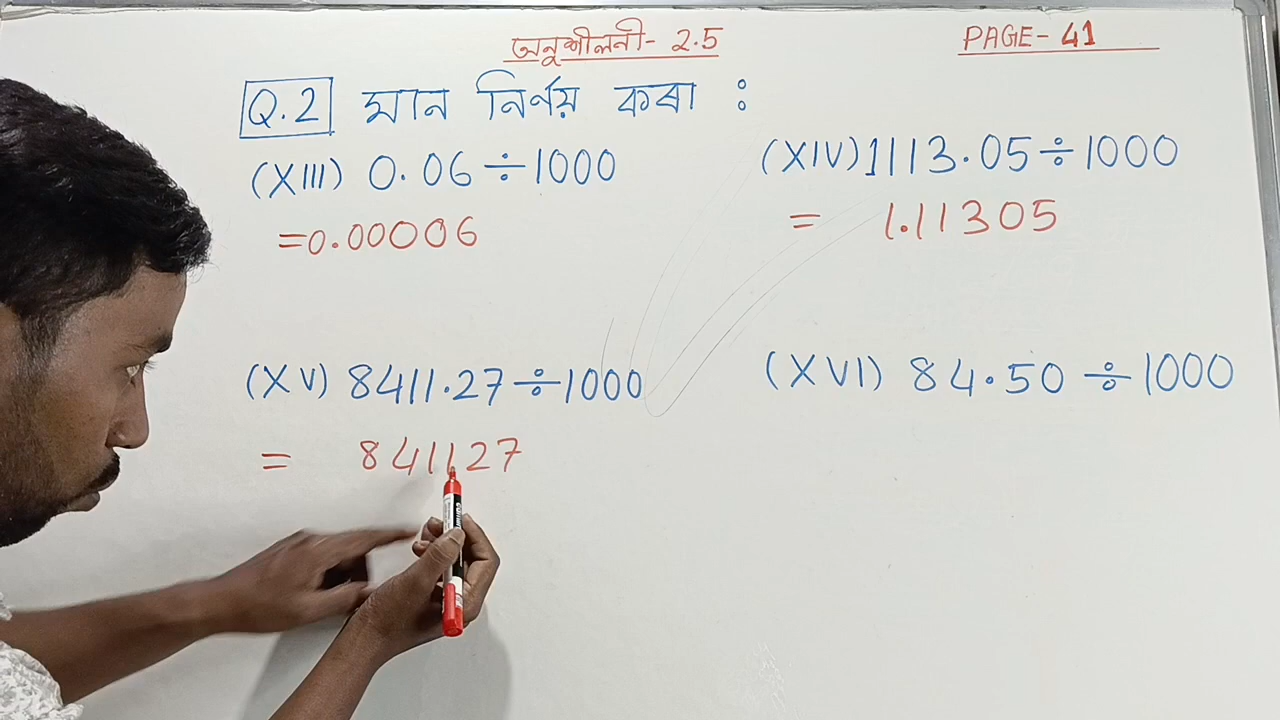 অনুশীলনী- 2.5
PAGE- 41
Q.2 মান নিৰ্ণয় কৰা :
(XIII) 0.06 ÷ 1000
= 0.00006
(XIV) 1113.05 ÷ 1000
= 1.11305
(XV) 8411.27 ÷ 1000
= 841127
(XVI) 84.50 ÷ 1000